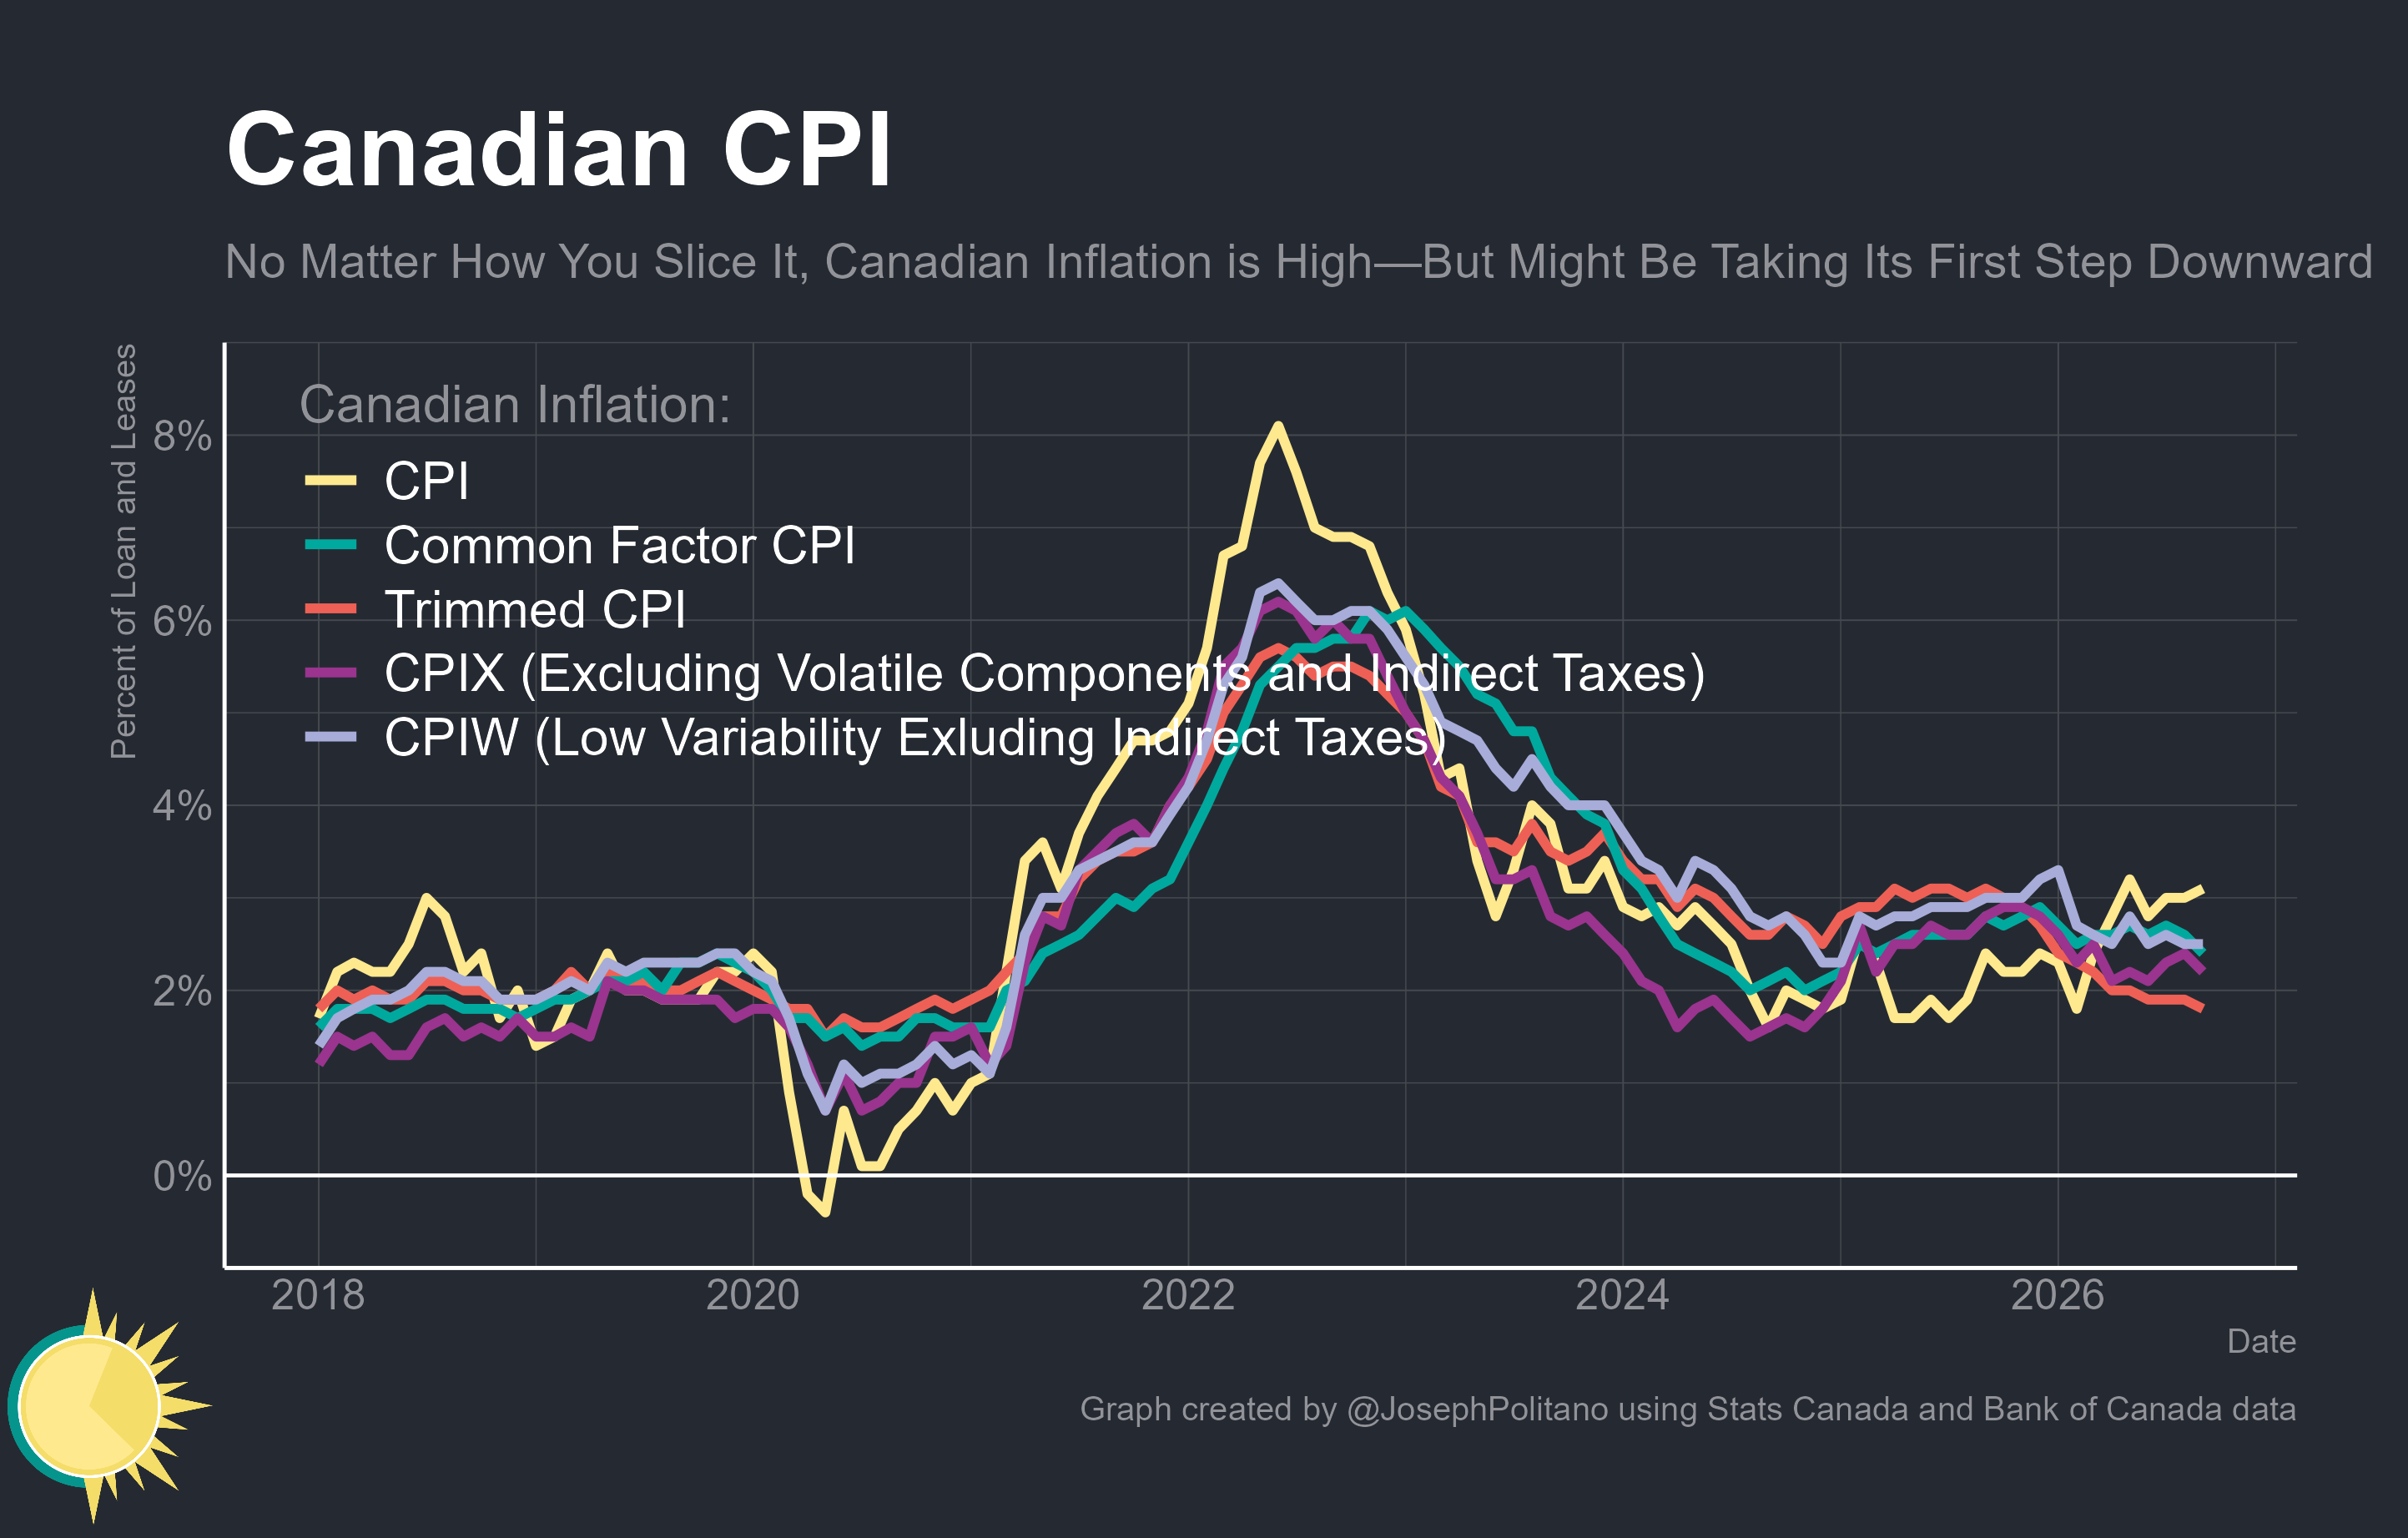 Canadian CPI
No Matter How You Slice It, Canadian Inflation is High—But Might Be Taking Its First Step Downward
Percent of Loan and Leases
Canadian Inflation:
CPI
Common Factor CPI
Trimmed CPI
CPIX (Excluding Volatile Components and Indirect Taxes)
CPIW (Low Variability Exluding Indirect Taxes)
8%
6%
4%
2%
0%
2018 2020 2022 2024 2026
Date
Graph created by @JosephPolitano using Stats Canada and Bank of Canada data